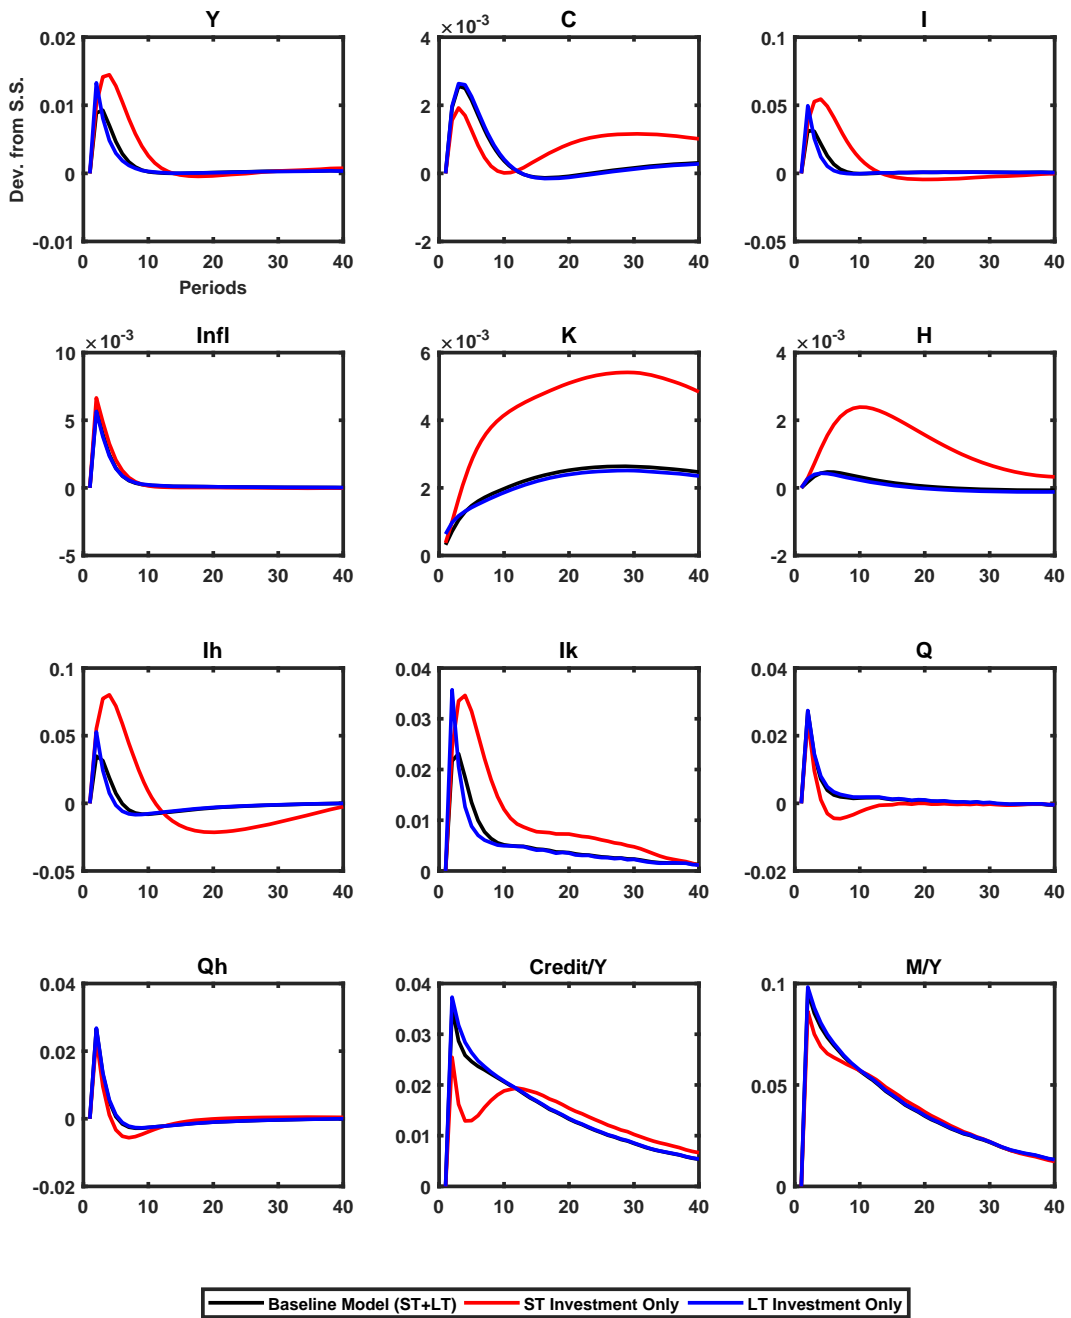 Y C I
× 10-3
0.02 4 0.1
Dev. from S.S.
0.01 2 0.05
0 0 0
-0.01 -2 -0.05
0 10 20 30 40 0 10 20 30 40 0 10 20 30 40
Periods
Infl K H
× 10-3 × 10-3 × 10-3
10 6 4
5 4 2
0 2 0
-5 0 -2
0 10 20 30 40 0 10 20 30 40 0 10 20 30 40
Ih Ik Q
0.1 0.04 0.04
0.05 0.03 0.02
0 0.02 0
0.01
-0.05 0 -0.02
0 10 20 30 40 0 10 20 30 40 0 10 20 30 40
Qh Credit/Y M/Y
0.04 0.04 0.1
0.02 0.03
0 0.02 0.05
0.01
-0.02 0 0
0 10 20 30 40 0 10 20 30 40 0 10 20 30 40
Baseline Model (ST+LT) ST Investment Only LT Investment Only